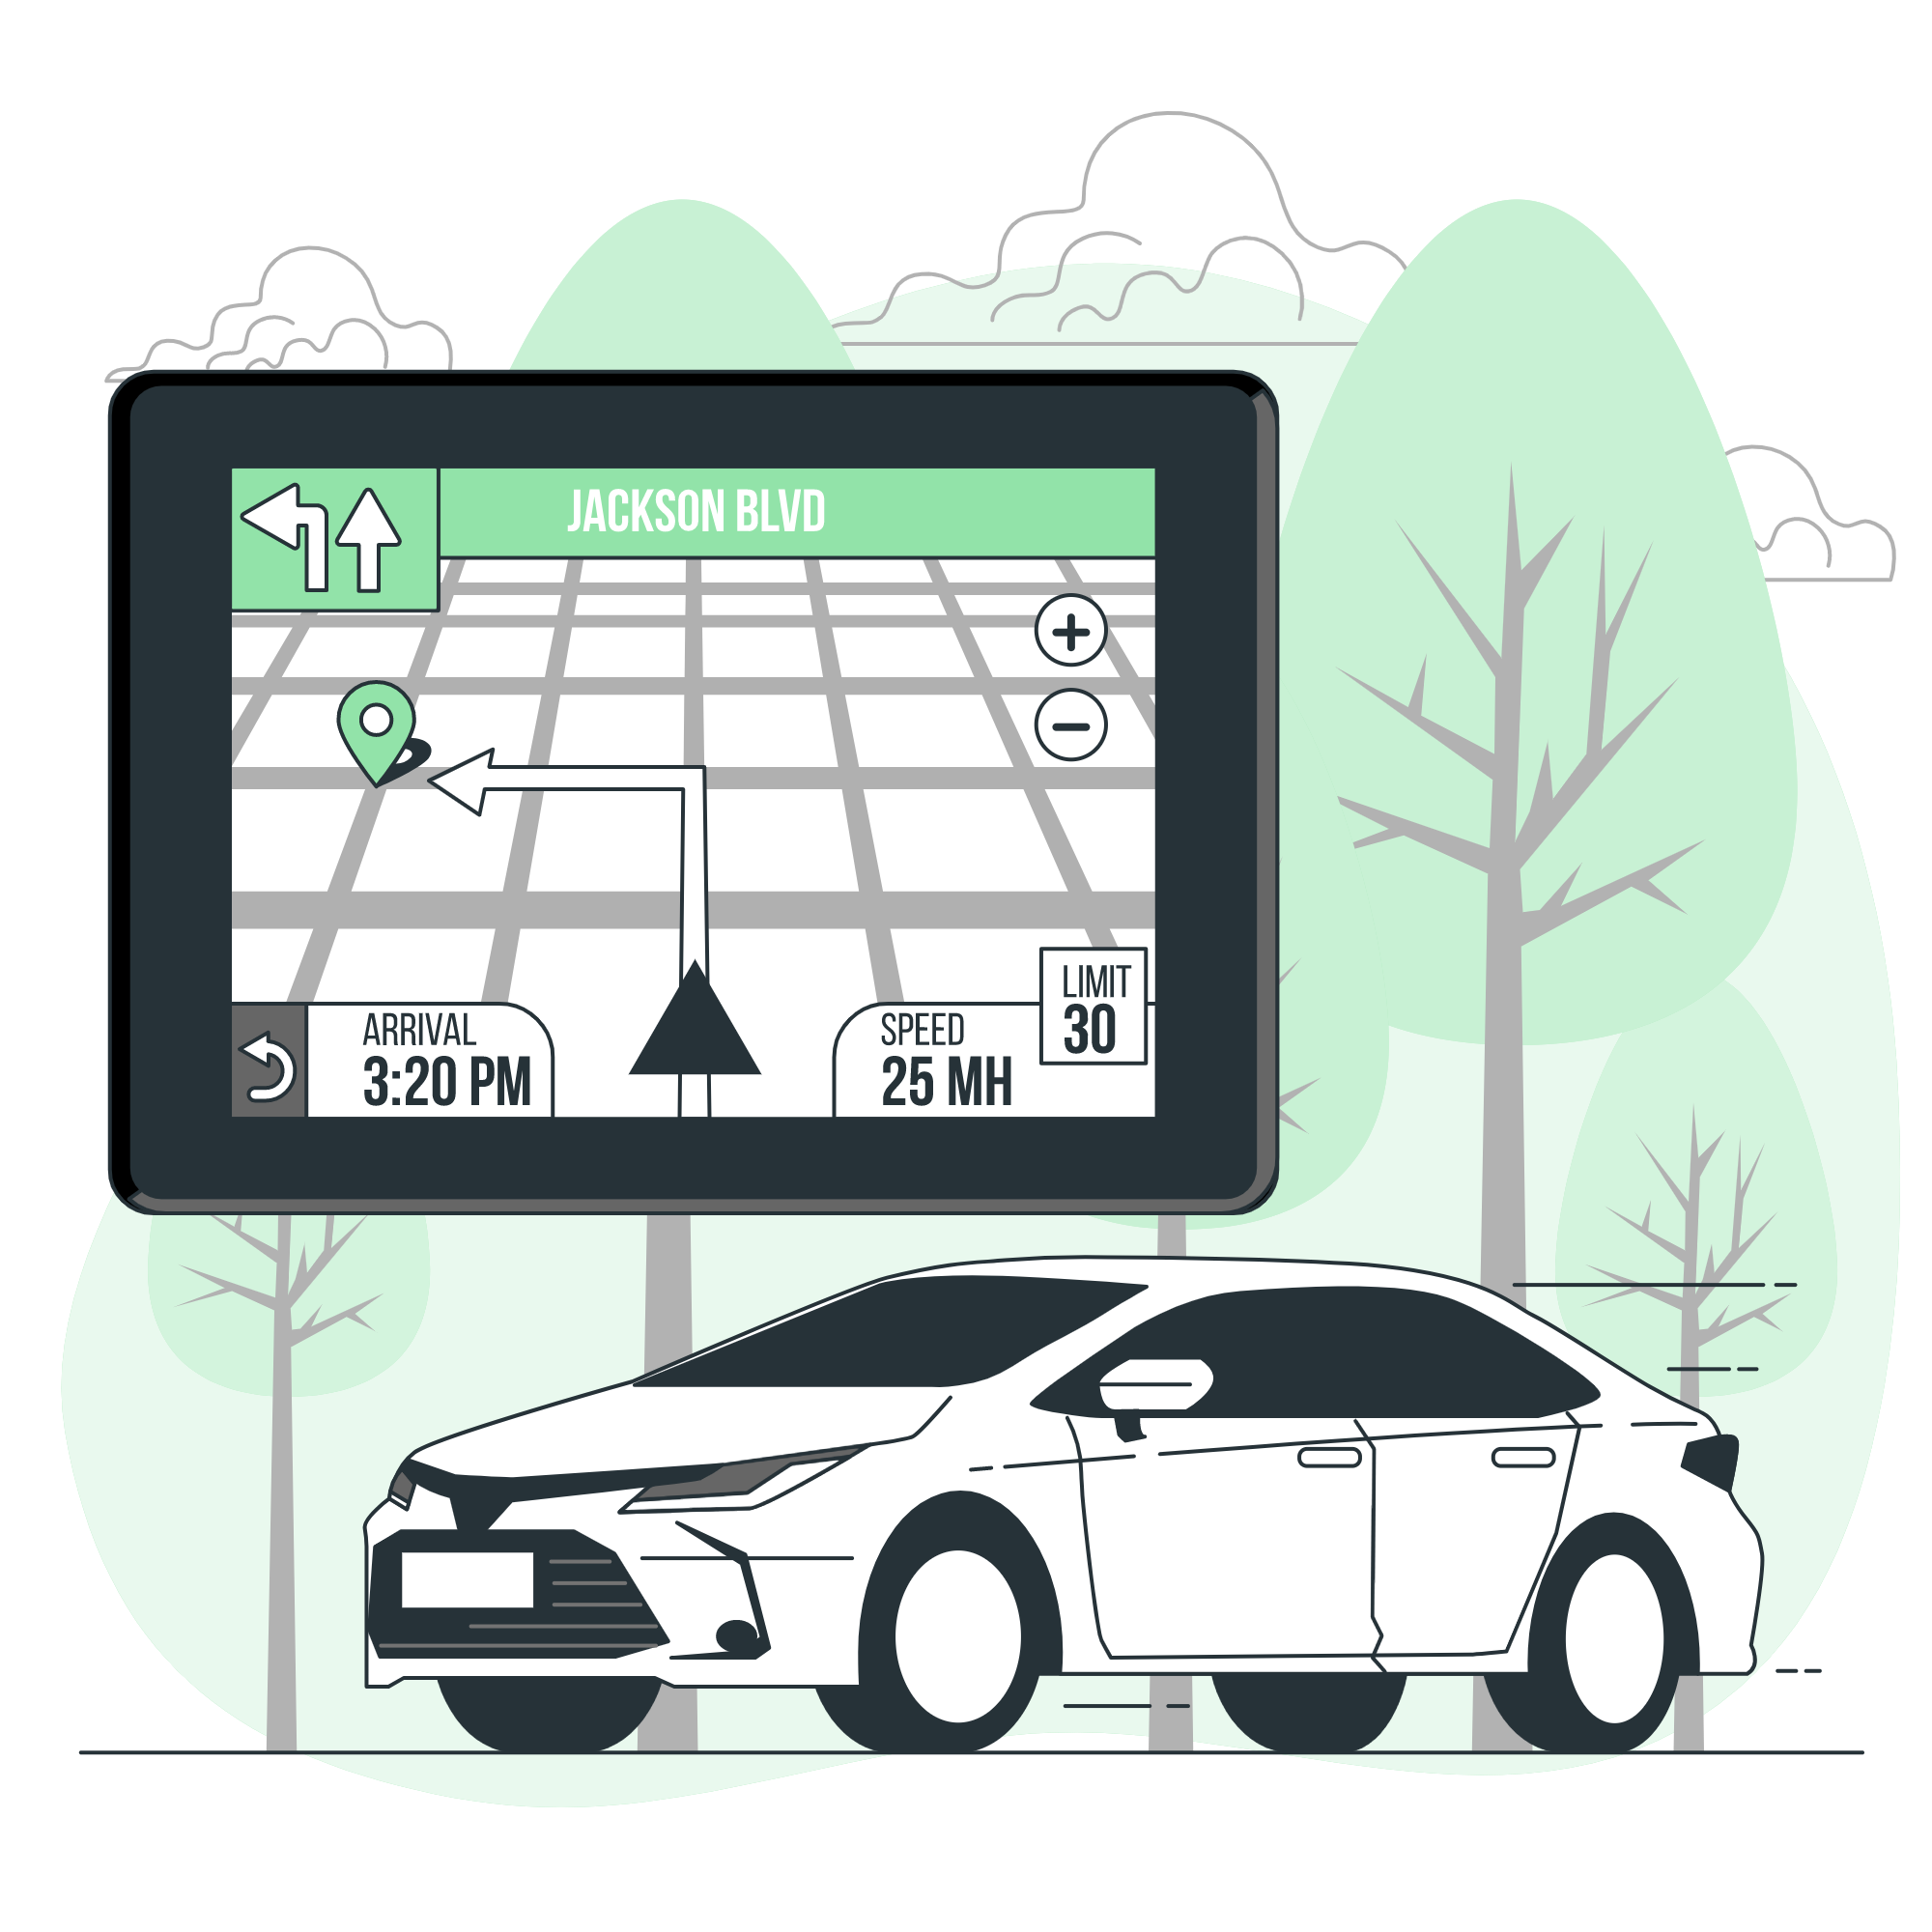 JACKSON BLVD
LIMIT
30
ARRIVAL
3:20 PM
SPEED
25 MH